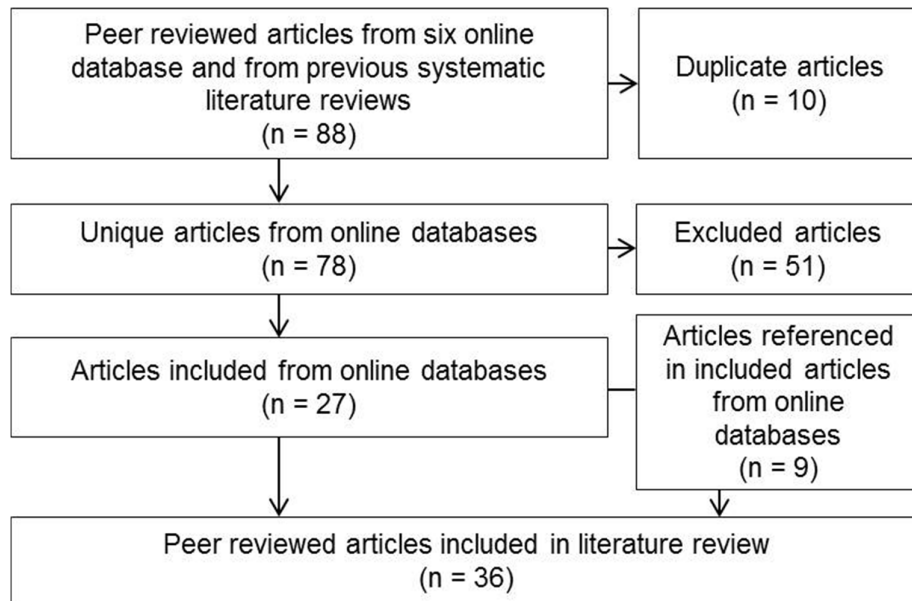 Peer reviewed articles from six online
database and from previous systematic
literature reviews
(n = 88)
Duplicate articles
(n = 10)
Unique articles from online databases
(n = 78)
Excluded articles
(n = 51)
Articles included from online databases
(n = 27)
Articles referenced
in included articles
from online
databases
(n = 9)
Peer reviewed articles included in literature review
(n = 36)